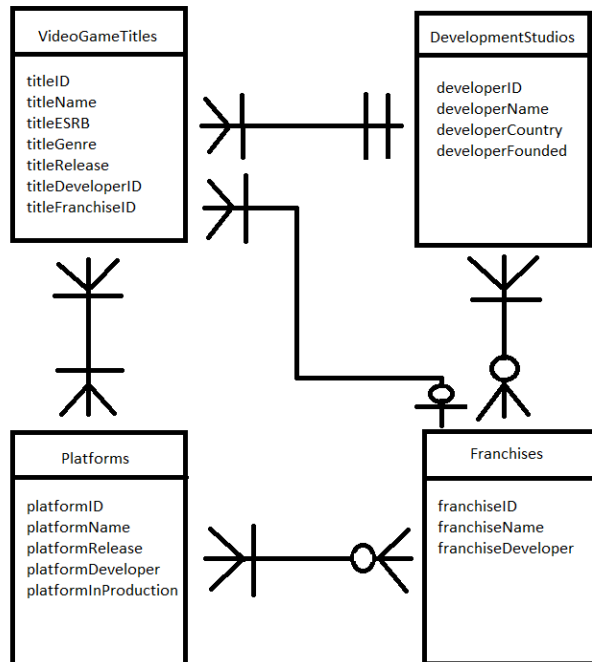 VideoGameTitles
titleID
titleName
titleESRB
titleGenre
titleRelease
titleDeveloperID
titleFranchiseID
DevelopmentStudios
developerID
developerName
developerCountry
developerFounded
Platforms
platformID
platformName
platformRelease
platformDeveloper
platformInProduction
Franchises
franchiseID
franchiseName
franchiseDeveloper